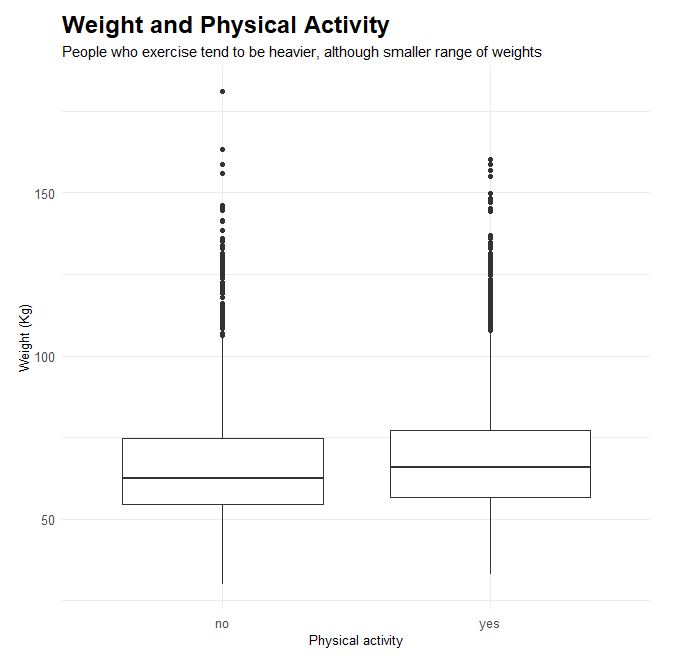 Weight and Physical Activity
People who exercise tend to be heavier, although smaller range of weights
150
100
50
Weight (Kg)
no yes
Physical activity